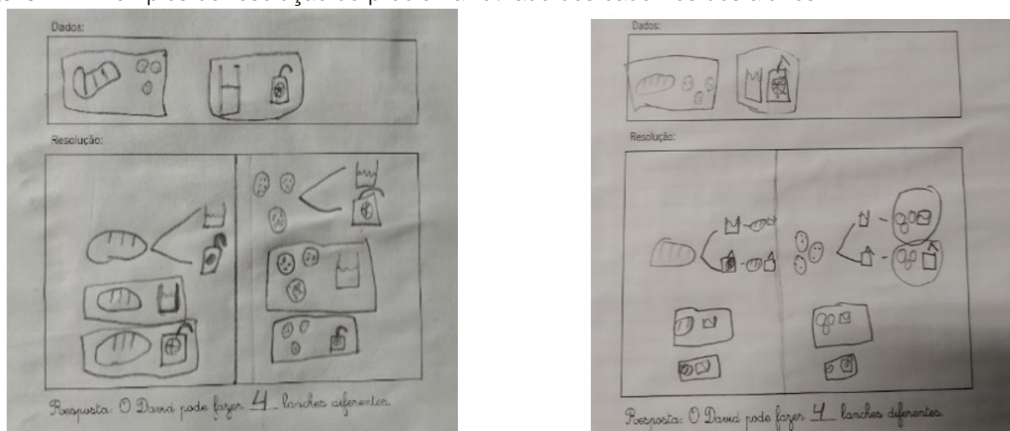 Dados:
Resolução:
Resposta: O David pode fazer 4 lanches diferentes.
Dados:
Resolução:
Resposta: O David pode fazer 4 lanches diferentes.